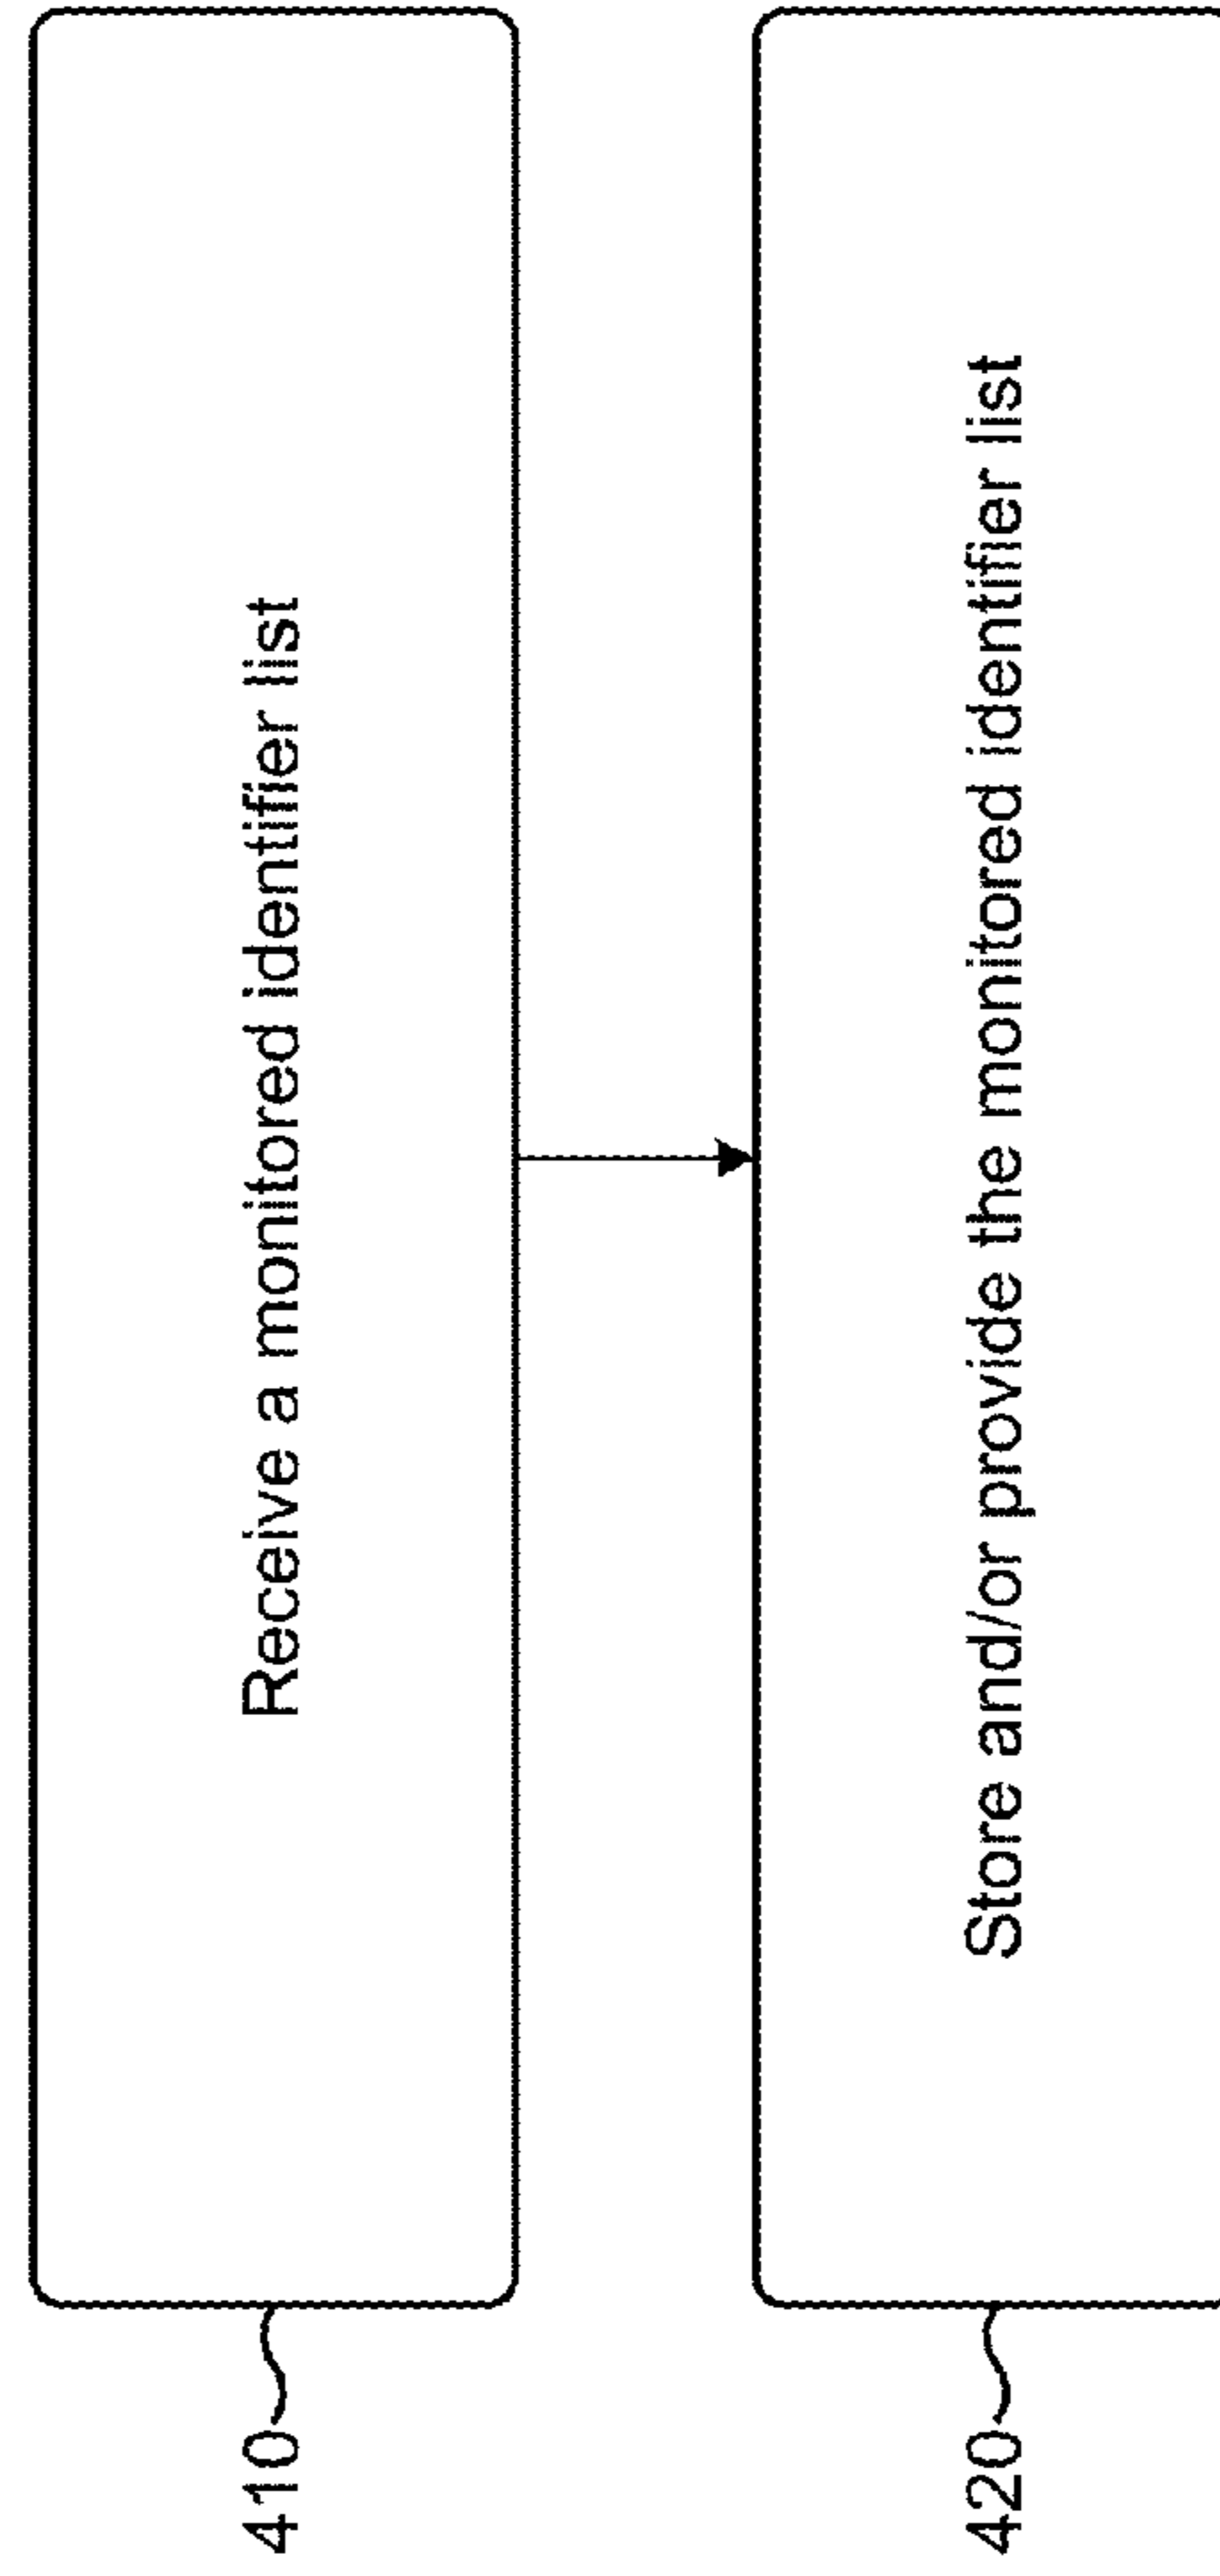 410
Receive a monitored identifier list
420
Store and/or provide the monitored identifier list